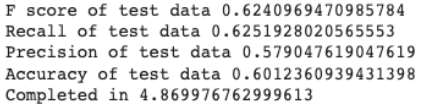 F score of test data 0.6240969470985784
Recall of test data 0.6251928020565553
Precision of test data 0.579047619047619
Accuracy of test data 0.6012360939431398
Completed in 4.869976762999613